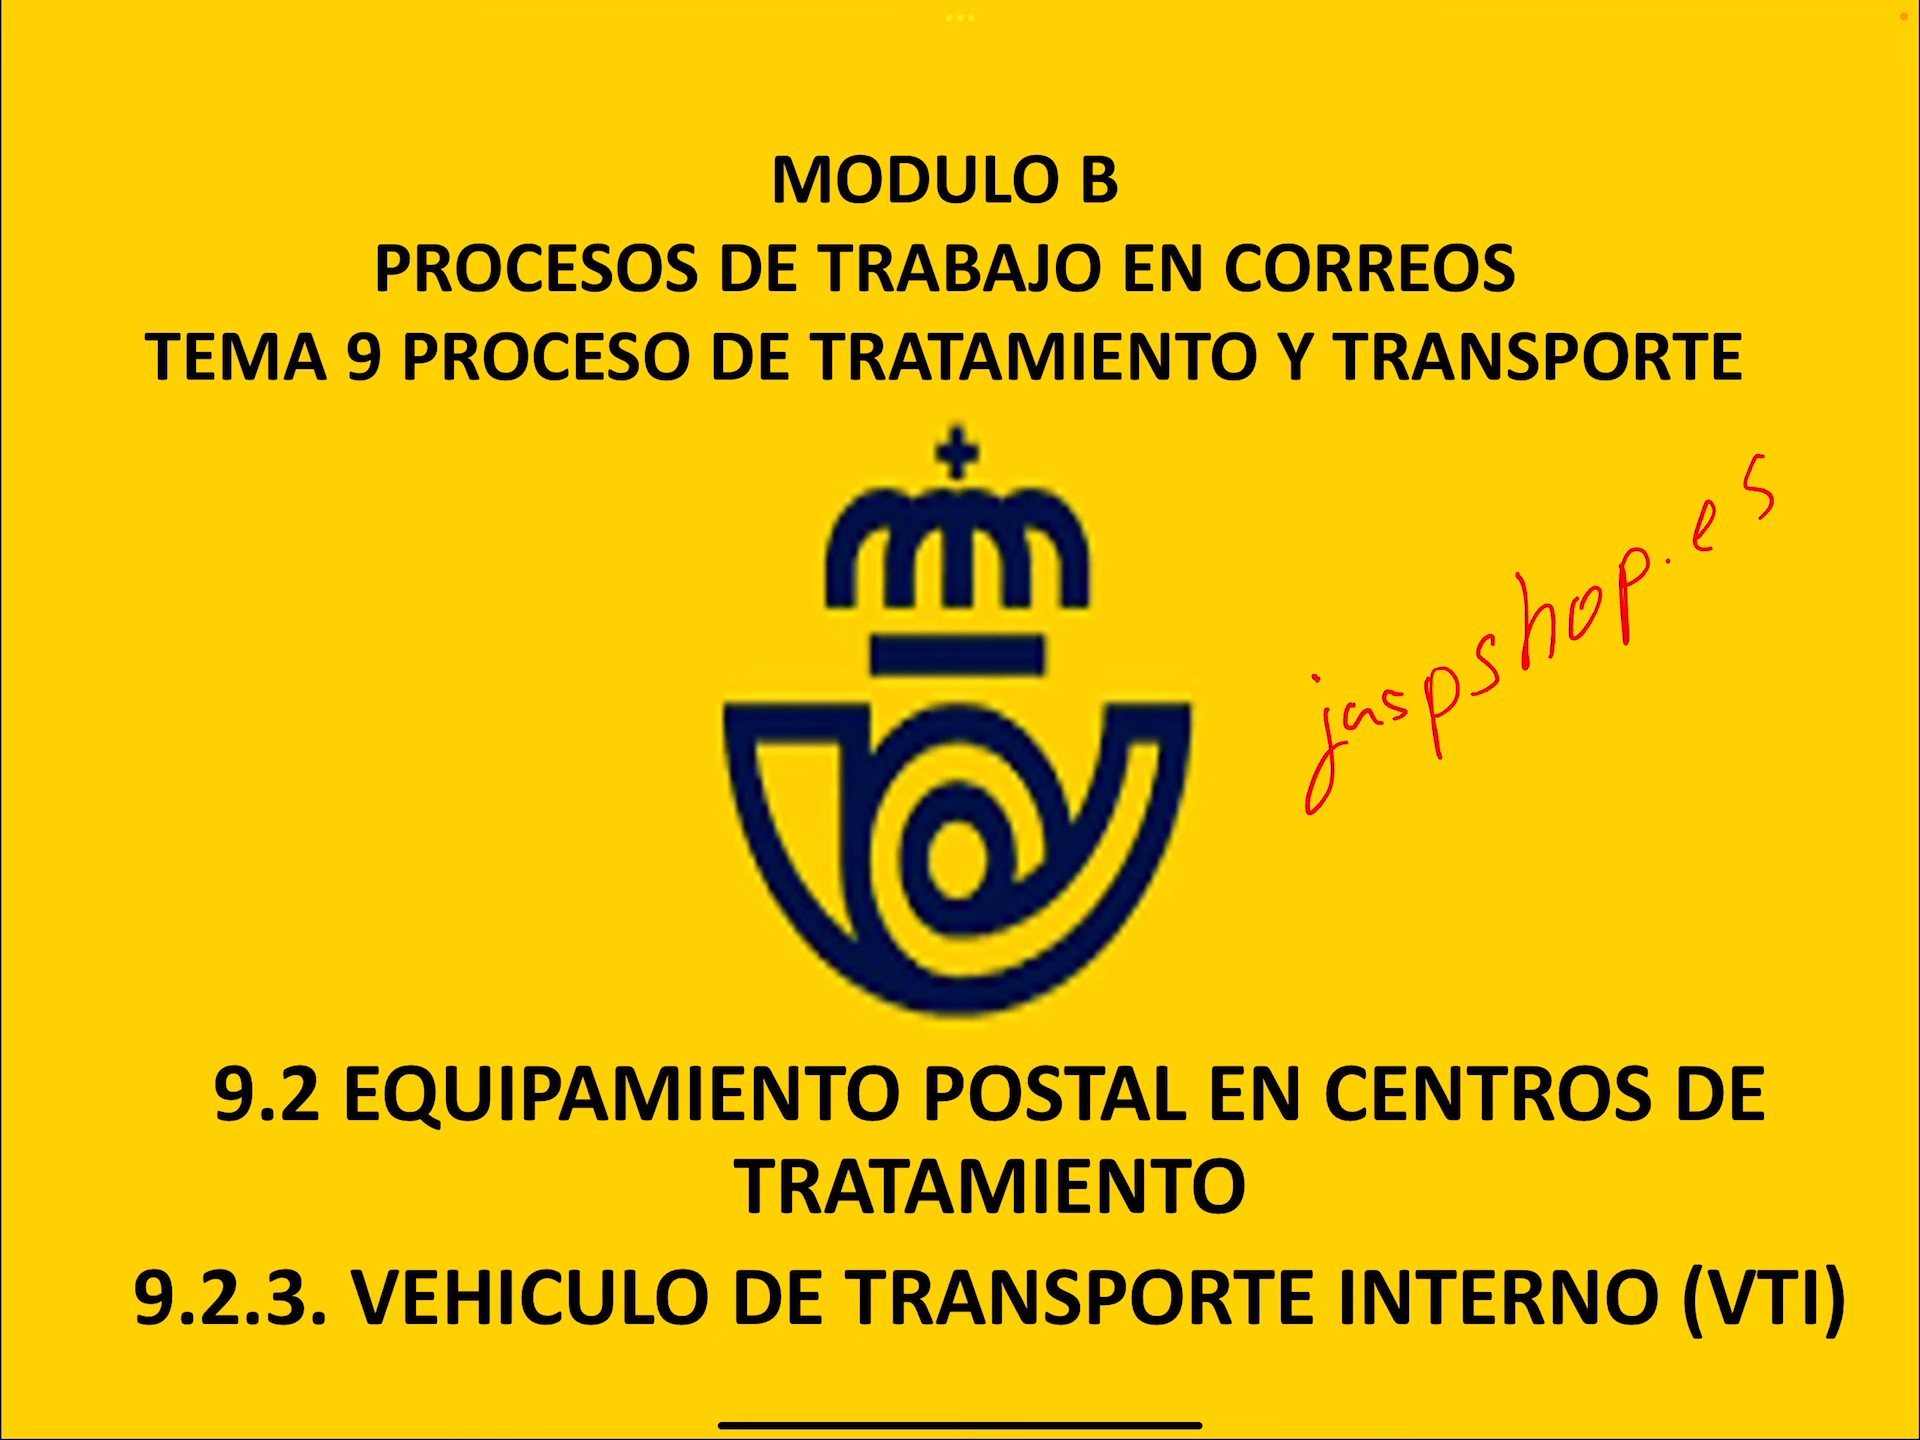 MODULO B
PROCESOS DE TRABAJO EN CORREOS
TEMA 9 PROCESO DE TRATAMIENTO Y TRANSPORTE
jaspshop.es
9.2 EQUIPAMIENTO POSTAL EN CENTROS DE
TRATAMIENTO
9.2.3. VEHICULO DE TRANSPORTE INTERNO (VTI)